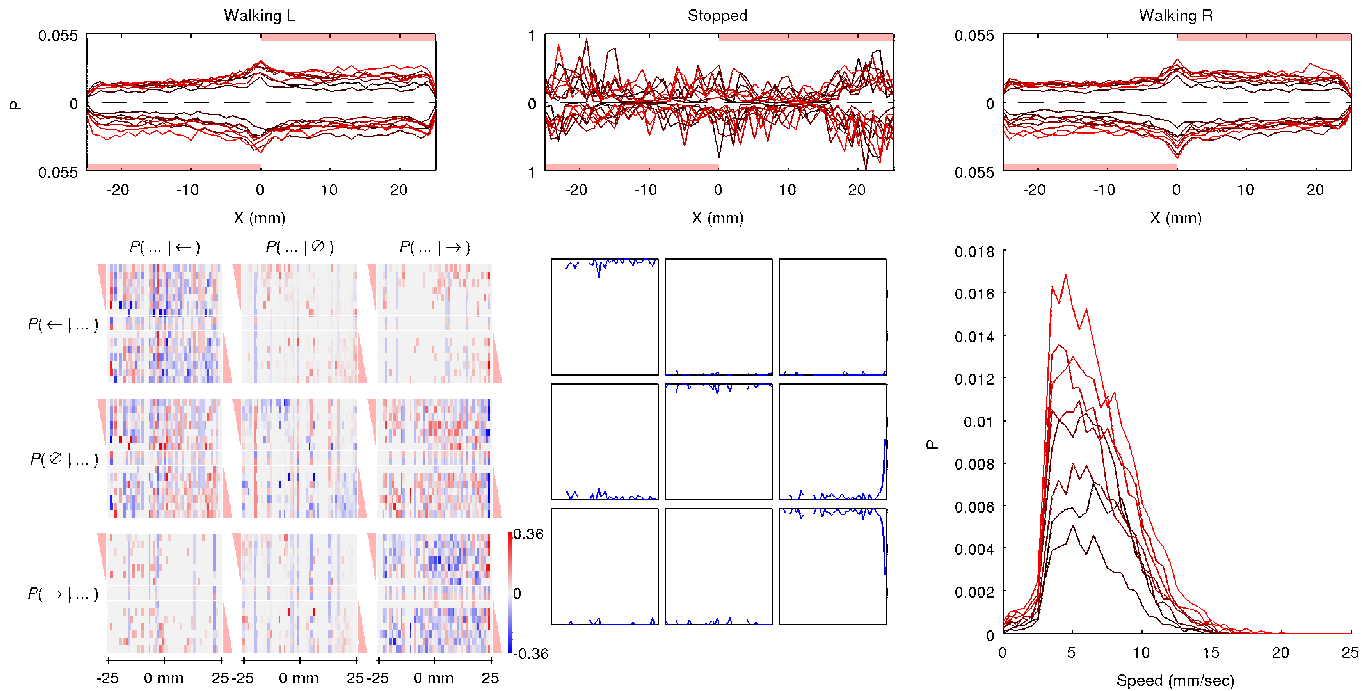 Walking L
Stopped
Walking R
0.055
0
0.055
P
-20
-10
0
10
20
X (mm)
1
0
1
-20
-10
0
10
20
X (mm)
0.055
0
0.055
-20
-10
0
10
20
X (mm)
P( ... | ←)
P( ... | ∅)
P( ... | →)
P( ← | ... )
P( ∅ | ... )
P( → | ... )
0.36
0
-0.36
-25
0 mm
25
-25
0 mm
25
-25
0 mm
25
0.018
0.016
0.014
0.012
0.01
0.008
0.006
0.004
0.002
0
P
0
5
10
15
20
25
Speed (mm/sec)